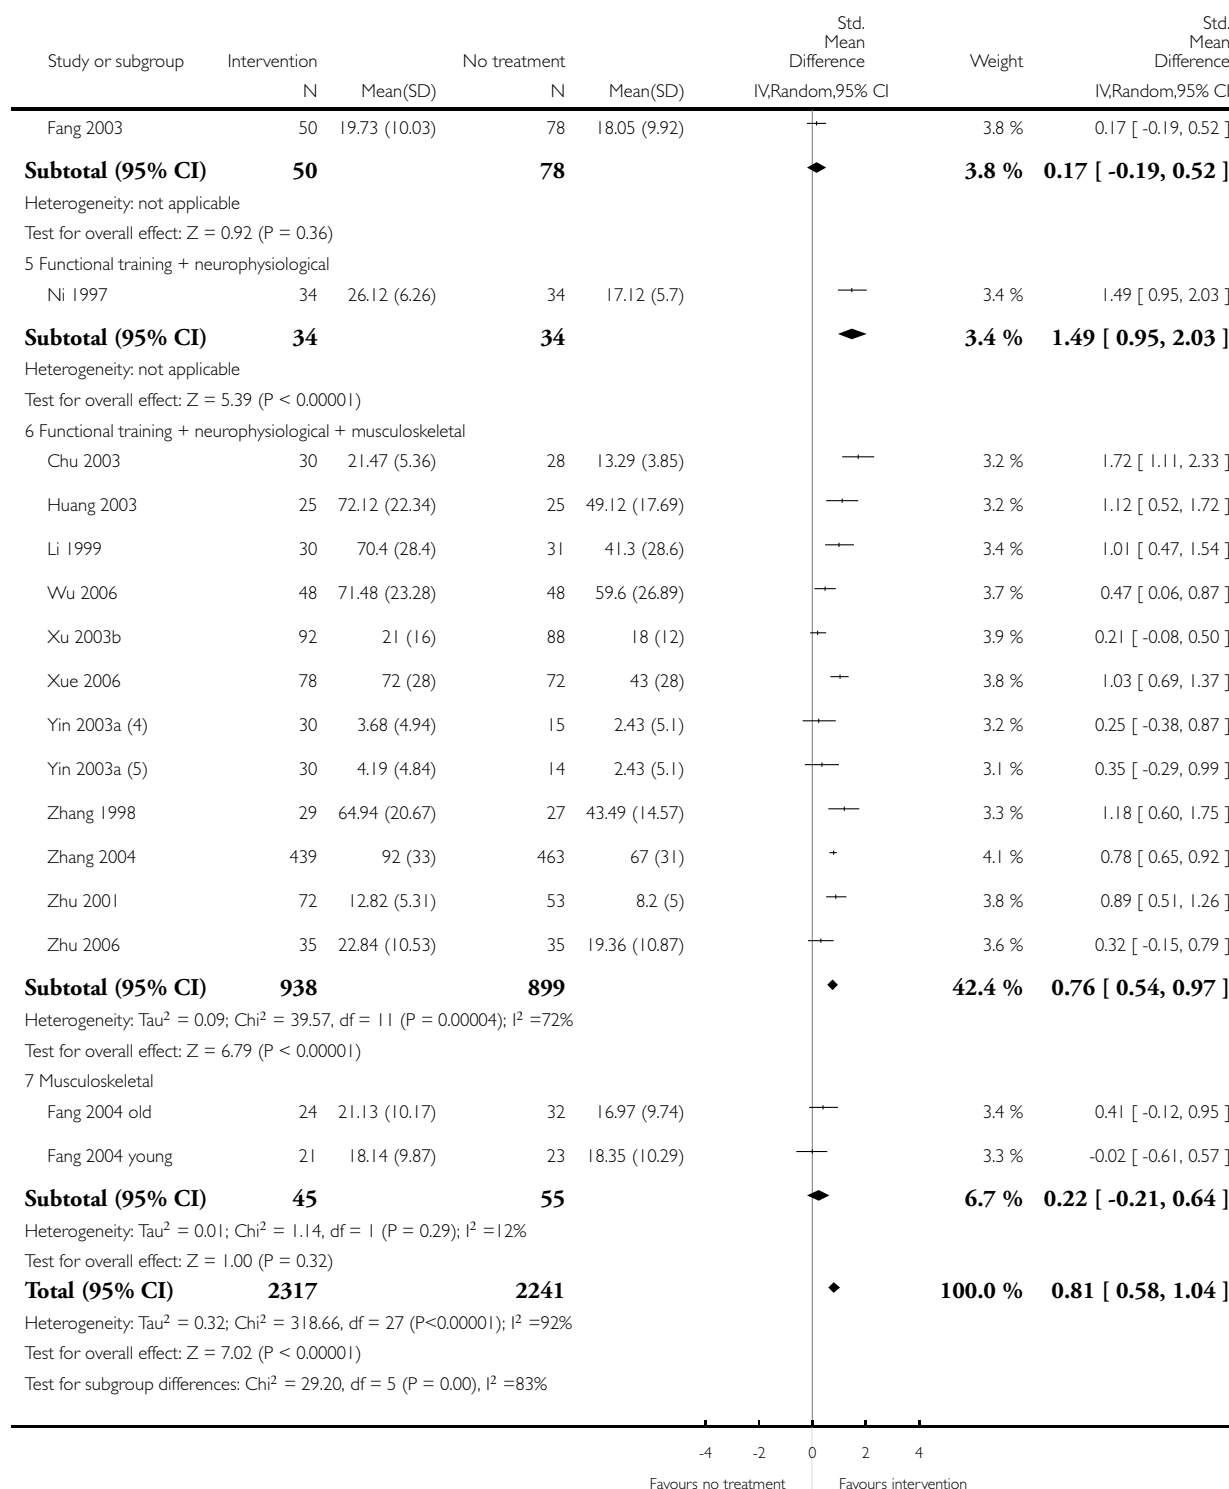 Std. Mean Difference Std. Mean Difference
Study or subgroup Intervention No treatment Weight
N Mean(SD) N Mean(SD) IV,Random,95% CI IV,Random,95% CI
Fang 2003 50 19.73 (10.03) 78 18.05 (9.92) 3.8 % 0.17 [ -0.19, 0.52 ]
Subtotal (95% CI) 50 78 3.8 % 0.17 [ -0.19, 0.52 ]
Heterogeneity: not applicable
Test for overall effect: Z = 0.92 (P = 0.36)
5 Functional training + neurophysiological
Ni 1997 34 26.12 (6.26) 34 17.12 (5.7) 3.4 % 1.49 [ 0.95, 2.03 ]
Subtotal (95% CI) 34 34 3.4 % 1.49 [ 0.95, 2.03 ]
Heterogeneity: not applicable
Test for overall effect: Z = 5.39 (P < 0.00001)
6 Functional training + neurophysiological + musculoskeletal
Chu 2003 30 21.47 (5.36) 28 13.29 (3.85) 3.2 % 1.72 [ 1.11, 2.33 ]
Huang 2003 25 72.12 (22.34) 25 49.12 (17.69) 3.2 % 1.12 [ 0.52, 1.72 ]
Li 1999 30 70.4 (28.4) 31 41.3 (28.6) 3.4 % 1.01 [ 0.47, 1.54 ]
Wu 2006 48 71.48 (23.28) 48 59.6 (26.89) 3.7 % 0.47 [ 0.06, 0.87 ]
Xu 2003b 92 21 (16) 88 18 (12) 3.9 % 0.21 [ -0.08, 0.50 ]
Xue 2006 78 72 (28) 72 43 (28) 3.8 % 1.03 [ 0.69, 1.37 ]
Yin 2003a (4) 30 3.68 (4.94) 15 2.43 (5.1) 3.2 % 0.25 [ -0.38, 0.87 ]
Yin 2003a (5) 30 4.19 (4.84) 14 2.43 (5.1) 3.1 % 0.35 [ -0.29, 0.99 ]
Zhang 1998 29 64.94 (20.67) 27 43.49 (14.57) 3.3 % 1.18 [ 0.60, 1.75 ]
Zhang 2004 439 92 (33) 463 67 (31) 4.1 % 0.78 [ 0.65, 0.92 ]
Zhu 2001 72 12.82 (5.31) 53 8.2 (5) 3.8 % 0.89 [ 0.51, 1.26 ]
Zhu 2006 35 22.84 (10.53) 35 19.36 (10.87) 3.6 % 0.32 [ -0.15, 0.79 ]
Subtotal (95% CI) 938 899 42.4 % 0.76 [ 0.54, 0.97 ]
Heterogeneity: Tau² = 0.09; Chi² = 39.57, df = 11 (P = 0.00004); I² =72%
Test for overall effect: Z = 6.79 (P < 0.00001)
7 Musculoskeletal
Fang 2004 old 24 21.13 (10.17) 32 16.97 (9.74) 3.4 % 0.41 [ -0.12, 0.95 ]
Fang 2004 young 21 18.14 (9.87) 23 18.35 (10.29) 3.3 % -0.02 [ -0.61, 0.57 ]
Subtotal (95% CI) 45 55 6.7 % 0.22 [ -0.21, 0.64 ]
Heterogeneity: Tau² = 0.01; Chi² = 1.14, df = 1 (P = 0.29); I² =12%
Test for overall effect: Z = 1.00 (P = 0.32)
Total (95% CI) 2317 2241 100.0 % 0.81 [ 0.58, 1.04 ]
Heterogeneity: Tau² = 0.32; Chi² = 318.66, df = 27 (P<0.00001); I² =92%
Test for overall effect: Z = 7.02 (P < 0.00001)
Test for subgroup differences: Chi² = 29.20, df = 5 (P = 0.00), I² =83%
-4 -2 0 2 4
Favours no treatment Favours intervention